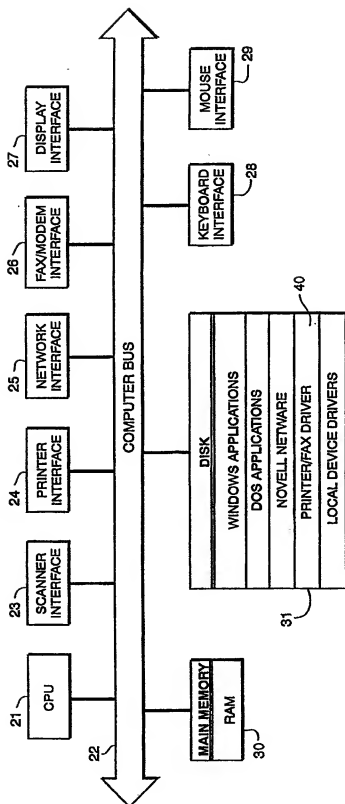 21
CPU
23
SCANNER
INTERFACE
24
PRINTER
INTERFACE
25
NETWORK
INTERFACE
26
FAX/MODEM
INTERFACE
27
DISPLAY
INTERFACE
22
COMPUTER BUS
MAIN MEMORY
RAM
30
DISK
WINDOWS APPLICATIONS
DOS APPLICATIONS
NOVELL NETWARE
PRINTER/FAX DRIVER
LOCAL DEVICE DRIVERS
31
40
KEYBOARD
INTERFACE
28
MOUSE
INTERFACE
29